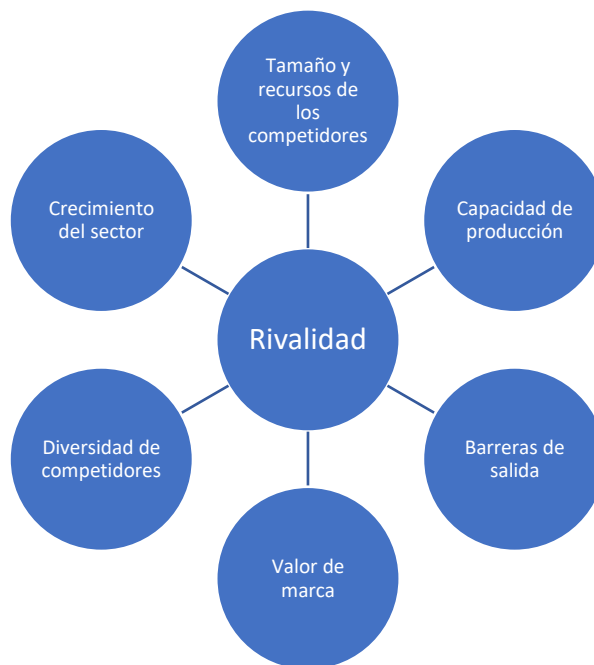 Tamaño y
recursos de
los
competidores
Crecimiento
del sector
Capacidad de
producción
Rivalidad
Diversidad de
competidores
Barreras de
salida
Valor de
marca